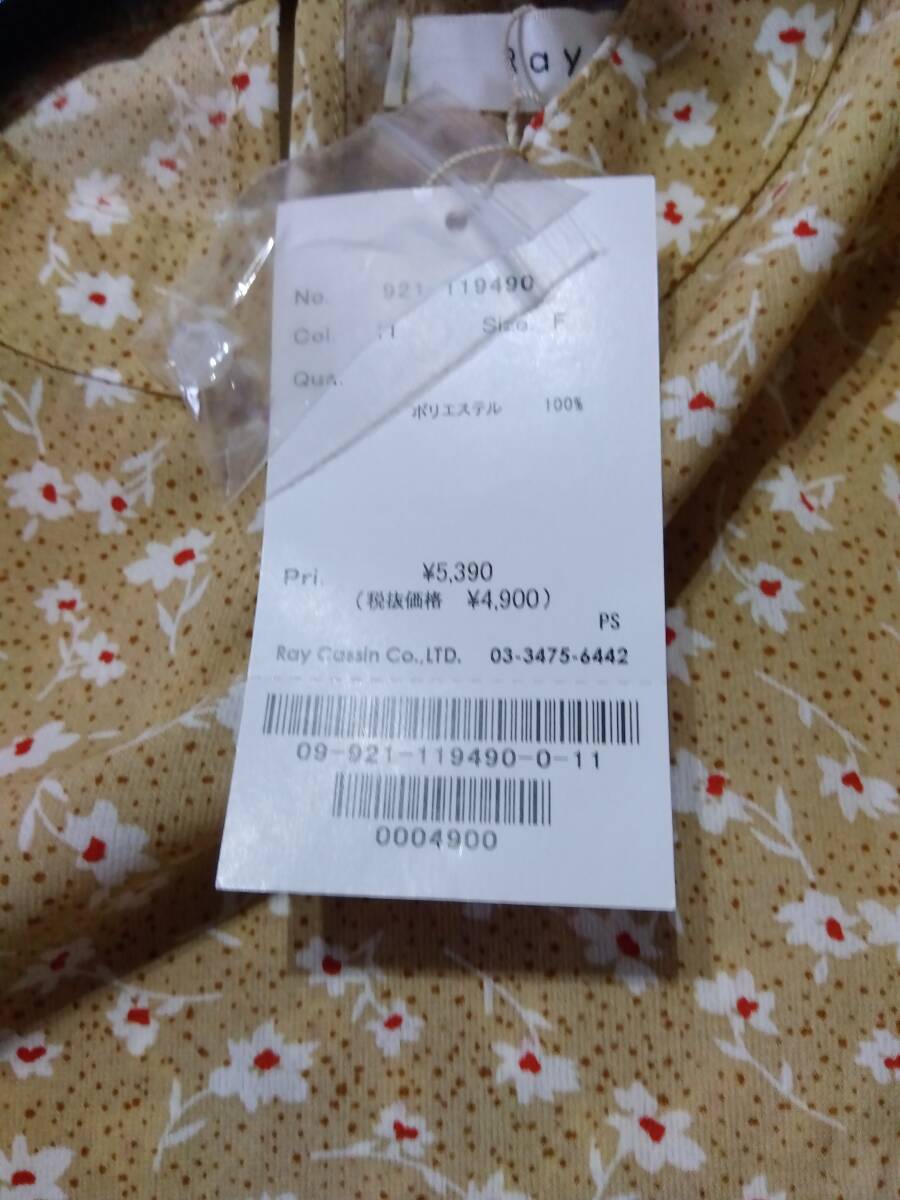 Ray
No. 921 119490
Col. 11 Size. F
Qua.
ポリエステル 100%
Pri. ¥5,390
(税抜価格 ¥4,900)
PS
Ray Cassin Co.,LTD. 03-3475-6442
09-921-119490-0-11
0004900